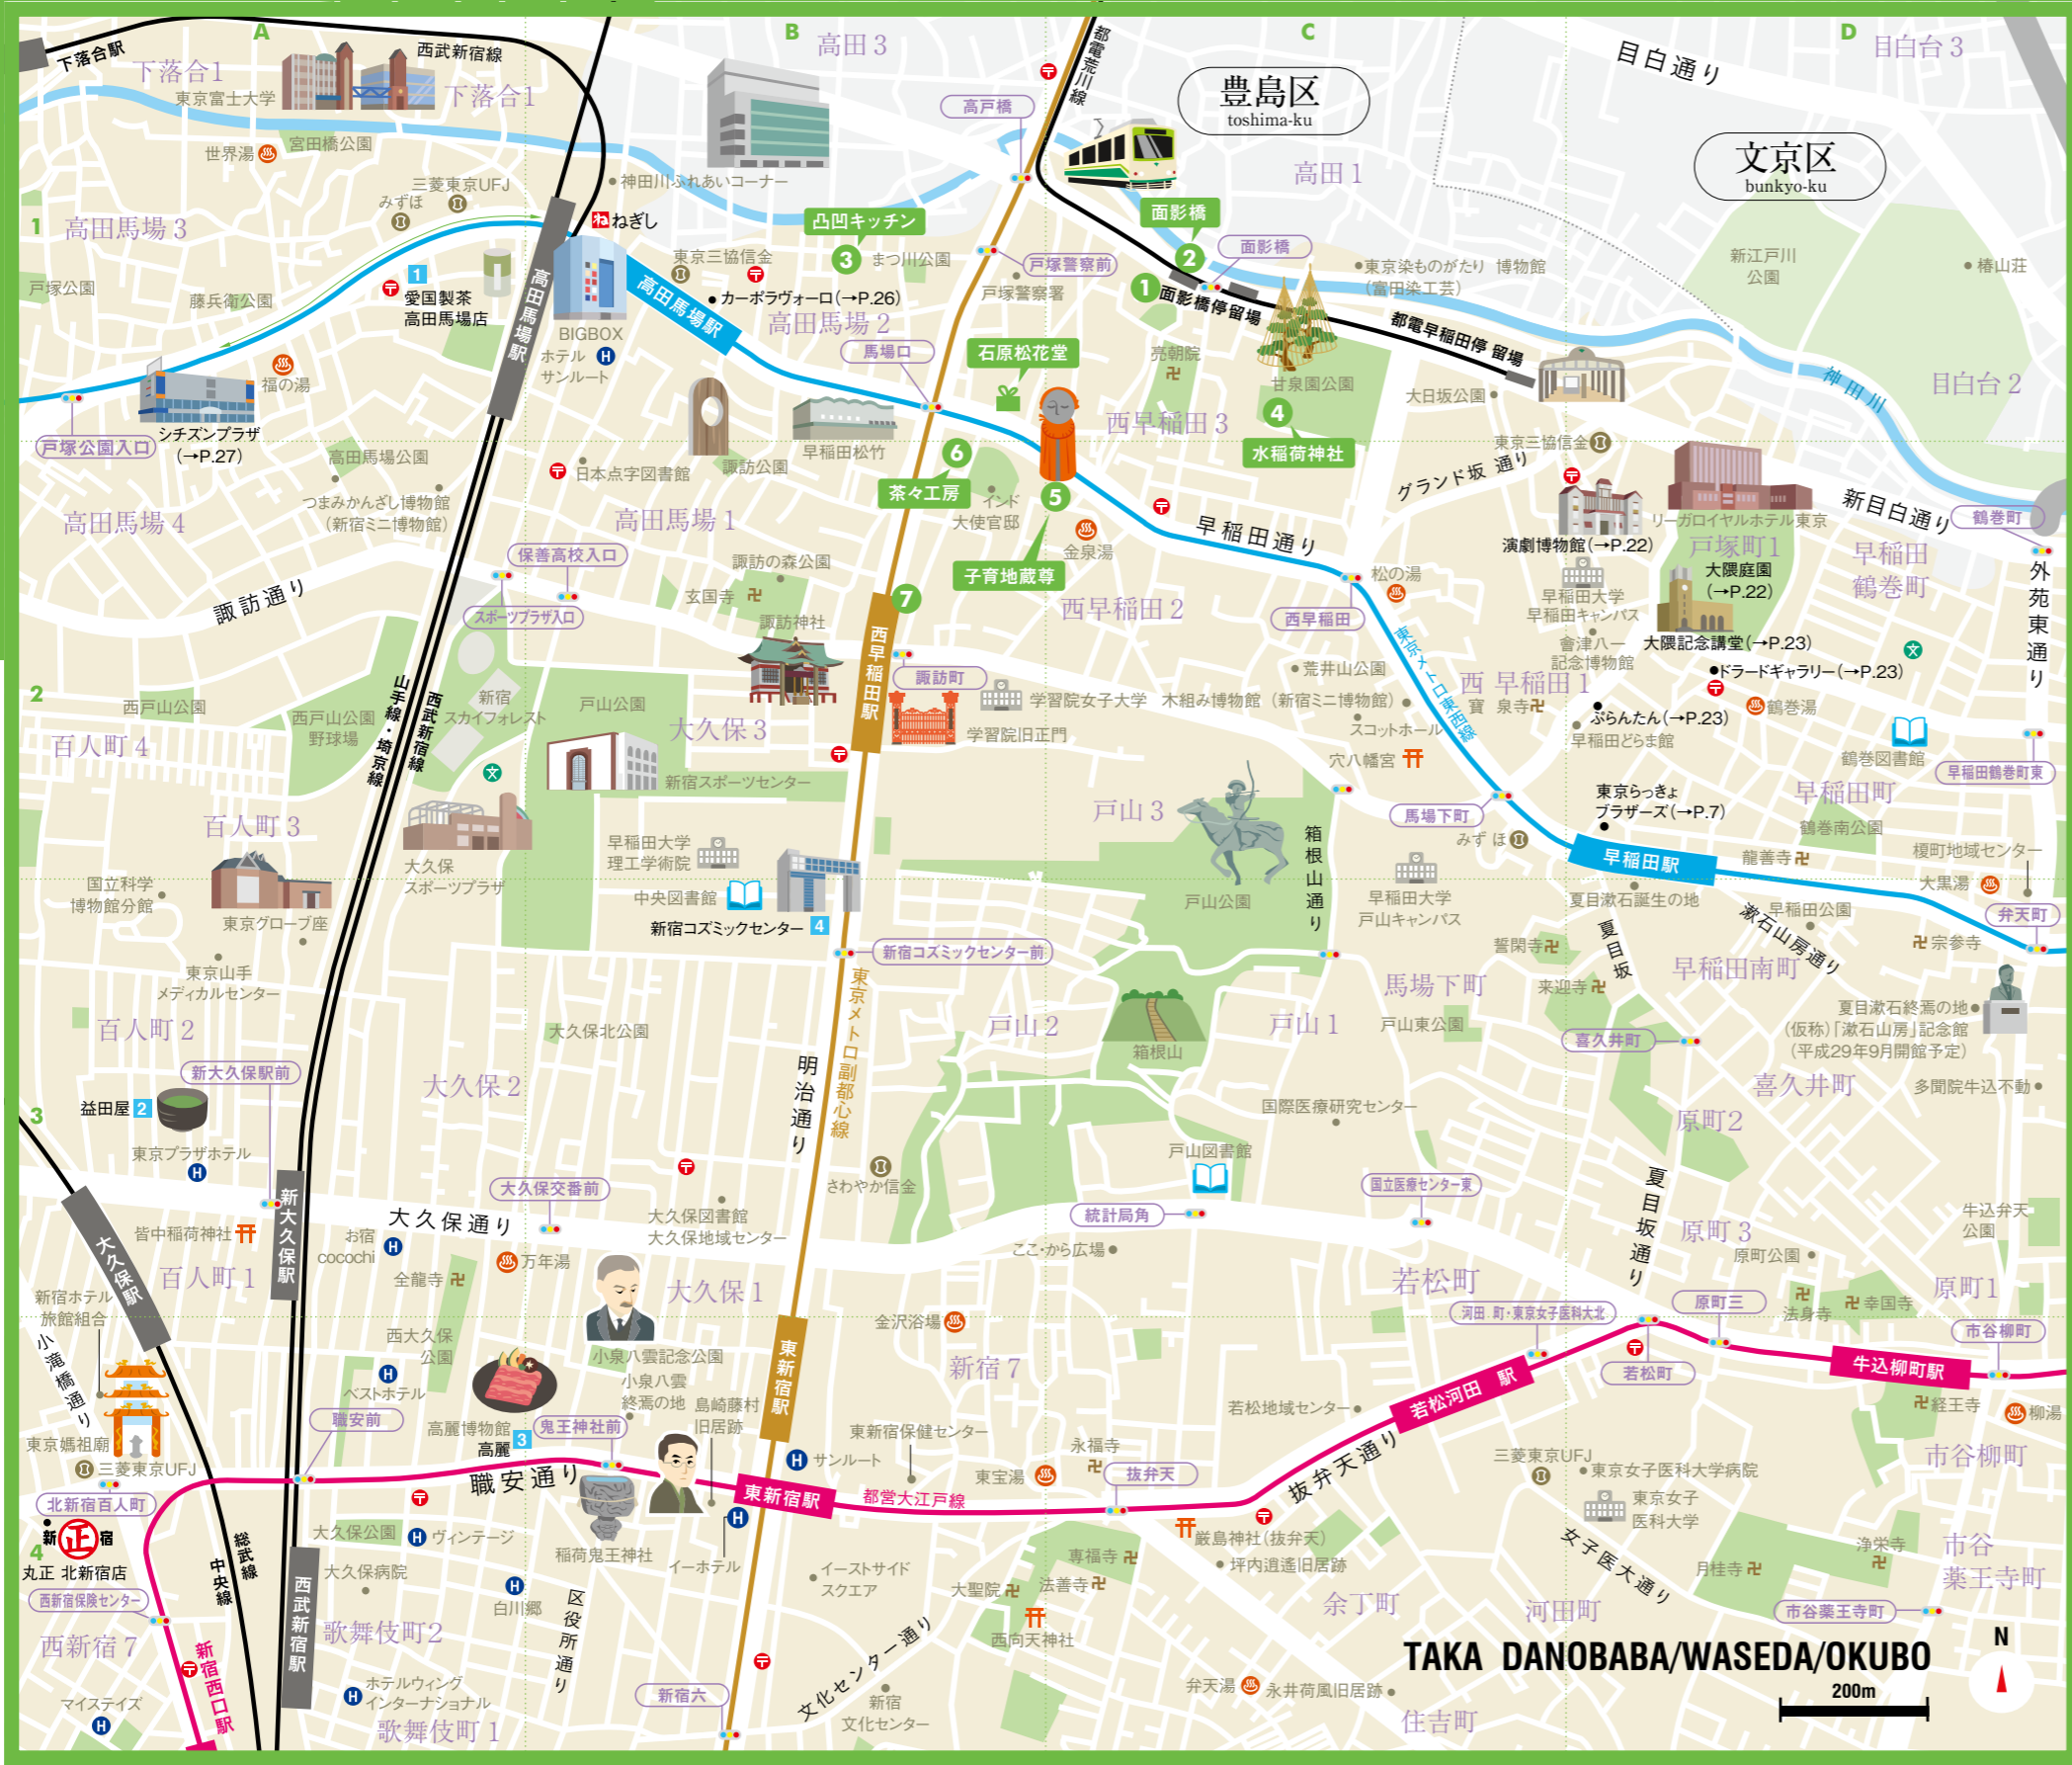 A
B
C
D
下落合駅
下落合1
東京富士大学
西武新宿線
下落合1
高田 3
都電荒川線
高戸橋
豊島区
toshima-ku
目白通り
目白台 3
文京区
bunkyo-ku
世界湯
宮田橋公園
三菱東京UFJ
みずほ
神田川ふれあいコーナー
高田 1
1
高田馬場 3
ね ねぎし
凸凹キッチン
3
まつ川公園
東京三協信金
面影橋
2
面影橋
戸塚警察前
戸塚警察署
東京染ものがたり 博物館
(富田染工芸)
新江戸川
公園
椿山荘
戸塚公園
藤兵衛公園
1
愛国製茶
高田馬場店
高田馬場駅
BIGBOX
高田馬場駅
カーポラヴォーロ(→P.26)
高田馬場 2
1
面影橋停留場
都電早稲田停 留場
ホテル
サンルート
馬場口
石原松花堂
亮朝院
甘泉園公園
大日坂公園
神田川
目白台 2
福の湯
シチズンプラザ
(→P.27)
戸塚公園入口
早稲田松竹
西早稲田 3
4
水稲荷神社
東京三協信金
高田馬場公園
つまみかんざし博物館
(新宿ミニ博物館)
日本点字図書館
諏訪公園
6
茶々工房
インド
大使官邸
5
金泉湯
グランド坂 通り
リーガロイヤルホテル東京
新目白通り
鶴巻町
高田馬場 4
高田馬場 1
早稲田通り
演劇博物館(→P.22)
戸塚町1
早稲田
鶴巻町
保善高校入口
諏訪の森公園
玄国寺
子育地蔵尊
松の湯
早稲田大学
早稲田キャンパス
大隈庭園
(→P.22)
外苑東通り
諏訪通り
スポーツプラザ入口
諏訪神社
7
西早稲田駅
西早稲田 2
西早稲田
東京メトロ東西線
會津八一
記念博物館
大隈記念講堂(→P.23)
ドラードギャラリー(→P.23)
2
諏訪町
荒井山公園
西 早稲田 1
寶 泉寺
鶴巻湯
山手線・埼京線
西武新宿線
新宿
スカイフォレスト
戸山公園
大久保 3
学習院女子大学
木組み博物館 (新宿ミニ博物館)
学習院旧正門
スコットホール
ぷらんたん(→P.23)
早稲田どらま館
鶴巻図書館
西戸山公園
百人町 4
西戸山公園
野球場
新宿スポーツセンター
穴八幡宮
早稲田鶴巻町東
東京らっきょ
ブラザーズ(→P.7)
早稲田町
百人町 3
大久保
スポーツプラザ
早稲田大学
理工学術院
戸山 3
馬場下町
みず ほ
鶴巻南公園
早稲田駅
龍善寺
榎町地域センター
国立科学
博物館分館
中央図書館
新宿コズミックセンター 4
戸山公園
箱根山通り
早稲田大学
戸山キャンパス
夏目漱石誕生の地
大黒湯
早稲田公園
弁天町
東京グローブ座
新宿コズミックセンター前
東京メトロ副都心線
誓閑寺
夏目坂
漱石山房通り
宗参寺
東京山手
メディカルセンター
馬場下町
来迎寺
早稲田南町
夏目漱石終焉の地
(仮称)「漱石山房」記念館
(平成29年9月開館予定)
百人町 2
大久保北公園
戸山 2
箱根山
戸山 1
戸山東公園
喜久井町
新大久保駅前
大久保 2
明治通り
喜久井町
多聞院牛込不動
3
益田屋 2
国際医療研究センター
原町2
東京プラザホテル
戸山図書館
さわやか信金
大久保交番前
国立医療センター東
夏目坂通り
大久保駅
新大久保駅
皆中稲荷神社
お宿
cocochi
大久保通り
大久保図書館
大久保地域センター
統計局角
ここ・から広場
原町 3
原町公園
牛込弁天
公園
百人町 1
全龍寺
万年湯
大久保 1
若松町
原町1
新宿ホテル
旅館組合
小滝橋通り
金沢浴場
河田 町・東京女子医科大北
原町三
法身寺
幸国寺
西大久保
公園
小泉八雲記念公園
東新宿駅
新宿 7
若松町
市谷柳町
牛込柳町駅
ベストホテル
小泉八雲
終焉の地
島崎藤村
旧居跡
若松河田 駅
経王寺
柳湯
職安前
高麗博物館
高麗 3
鬼王神社前
東新宿保健センター
若松地域センター
東京媽祖廟
三菱東京UFJ
職安通り
サンルート
東宝湯
永福寺
抜弁天
抜弁天通り
三菱東京UFJ
東京女子医科大学病院
市谷柳町
北新宿百人町
東新宿駅
都営大江戸線
東京女子
医科大学
4
新 正 宿
丸正 北新宿店
総武線
中央線
大久保公園
ヴィンテージ
稲荷鬼王神社
イーホテル
厳島神社(抜弁天)
坪内逍遙旧居跡
女子医大通り
浄栄寺
市谷
薬王寺町
大久保病院
専福寺
イーストサイド
スクエア
大聖院
法善寺
月桂寺
西新宿保険センター
白川郷
区役所通り
余丁町
河田町
市谷薬王寺町
西新宿 7
新宿西口駅
西武新宿駅
歌舞伎町2
西向天神社
文化センター通り
TAKA DANOBABA/WASEDA/OKUBO
N
マイステイズ
ホテルウィング
インターナショナル
新宿六
新宿
文化センター
弁天湯
永井荷風旧居跡
200m
歌舞伎町 1
住吉町